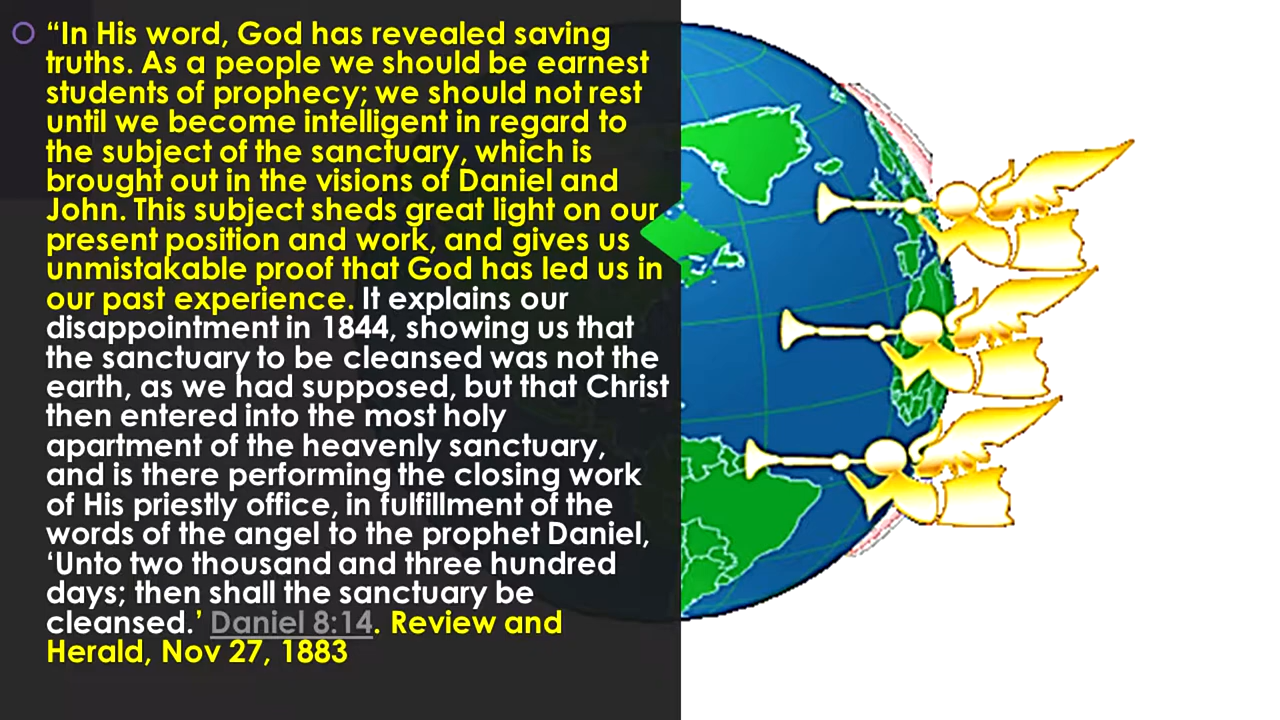 “In His word, God has revealed saving
truths. As a people we should be earnest
students of prophecy; we should not rest
until we become intelligent in regard to
the subject of the sanctuary, which is
brought out in the visions of Daniel and
John. This subject sheds great light on our
present position and work, and gives us
unmistakable proof that God has led us in
our past experience. It explains our
disappointment in 1844, showing us that
the sanctuary to be cleansed was not the
earth, as we had supposed, but that Christ
then entered into the most holy
apartment of the heavenly sanctuary,
and is there performing the closing work
of His priestly office, in fulfillment of the
words of the angel to the prophet Daniel,
‘Unto two thousand and three hundred
days; then shall the sanctuary be
cleansed.’ Daniel 8:14. Review and
Herald, Nov 27, 1883